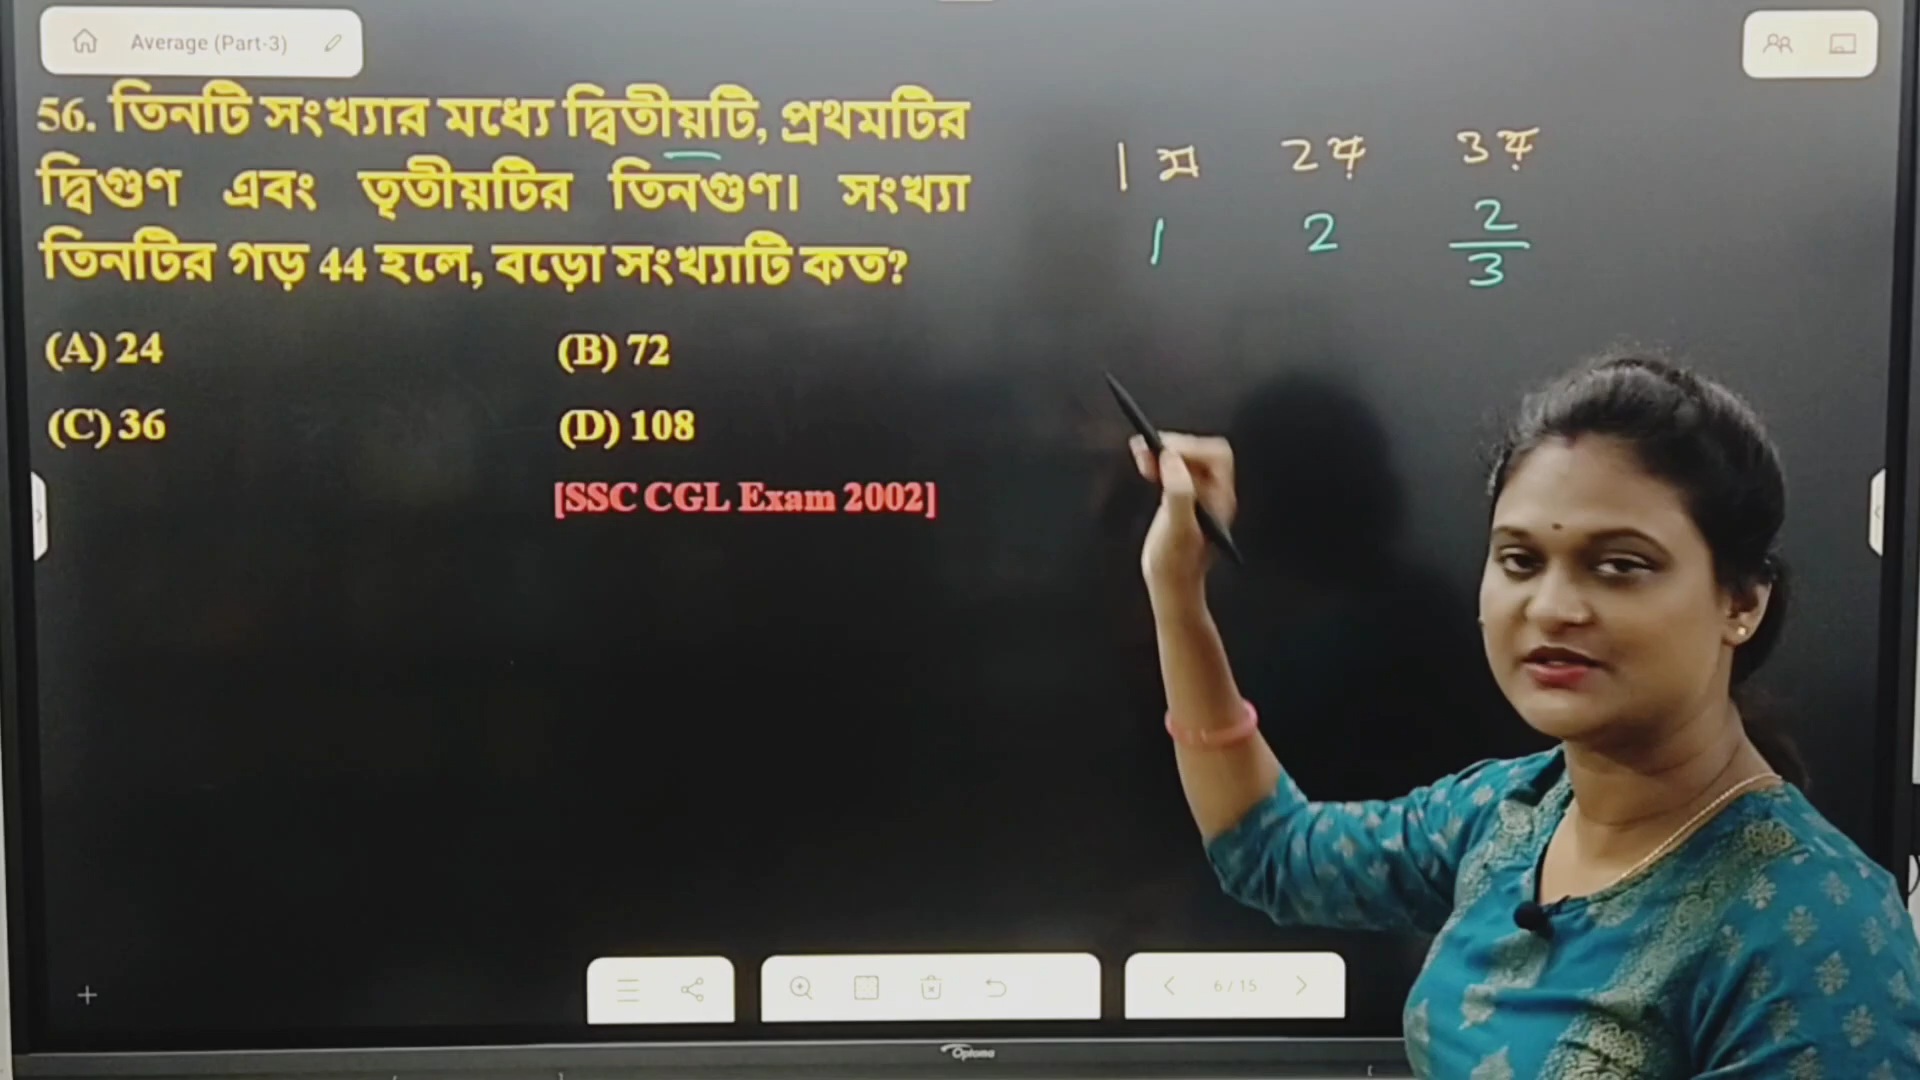 Average (Part-3)
56. তিনটি সংখ্যার মধ্যে দ্বিতীয়টি, প্রথমটির
দ্বিগুণ এবং তৃতীয়টির তিনগুণ। সংখ্যা
তিনটির গড় 44 হলে, বড়ো সংখ্যাটি কত?
(A) 24 (B) 72
(C) 36 (D) 108
[SSC CGL Exam 2002]
1ম 2য় 3য়
1 2 2/3
6 / 15
Optoma